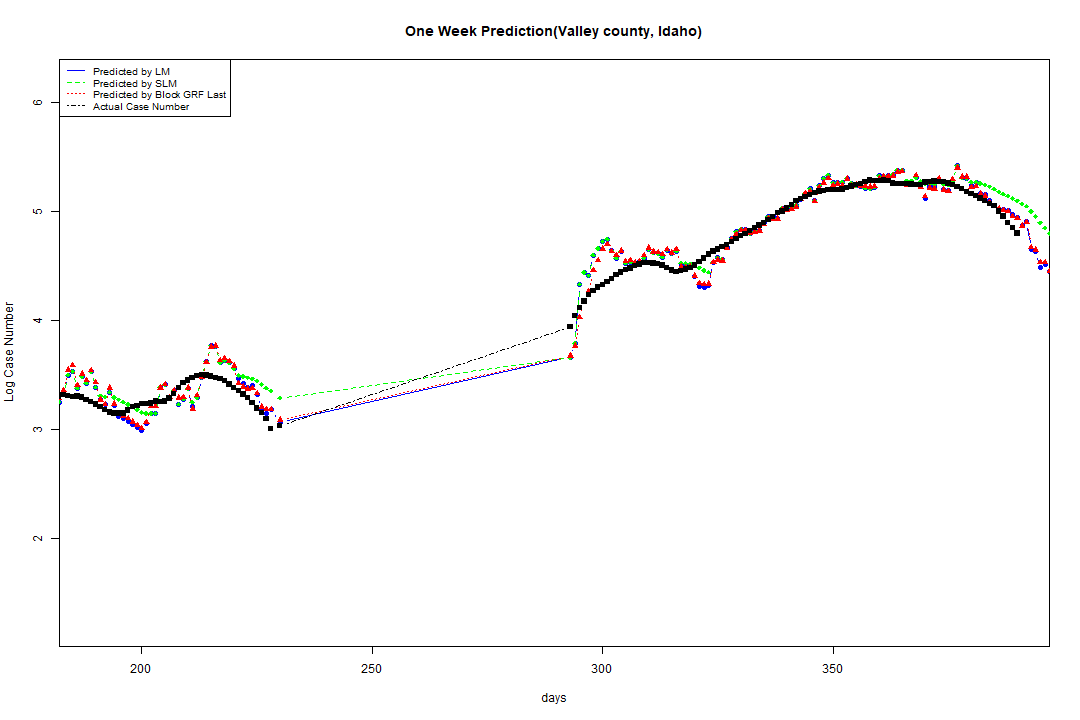 One Week Prediction(Valley county, Idaho)
Predicted by LM
Predicted by SLM
Predicted by Block GRF Last
Actual Case Number
6
5
4
3
2
Log Case Number
200
250
300
350
days